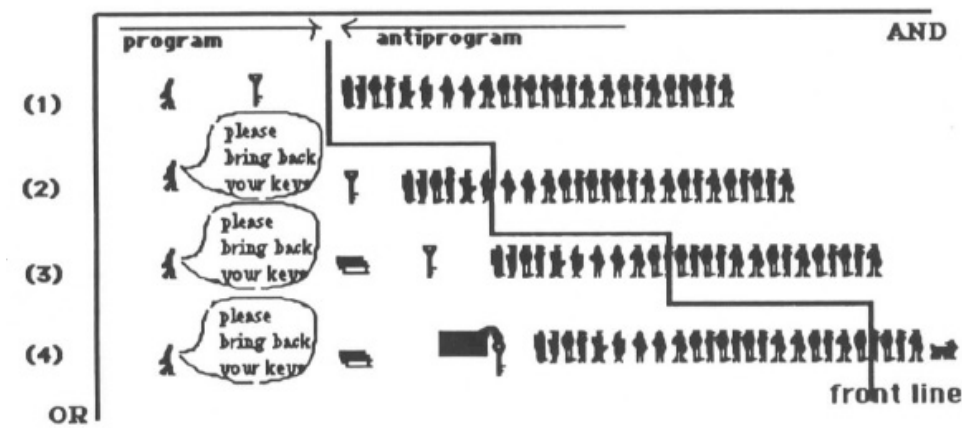 program
antiprogram
AND
(1)
please
bring back
your keys
(2)
please
bring back
your keys
(3)
please
bring back
your keys
(4)
front line
OR